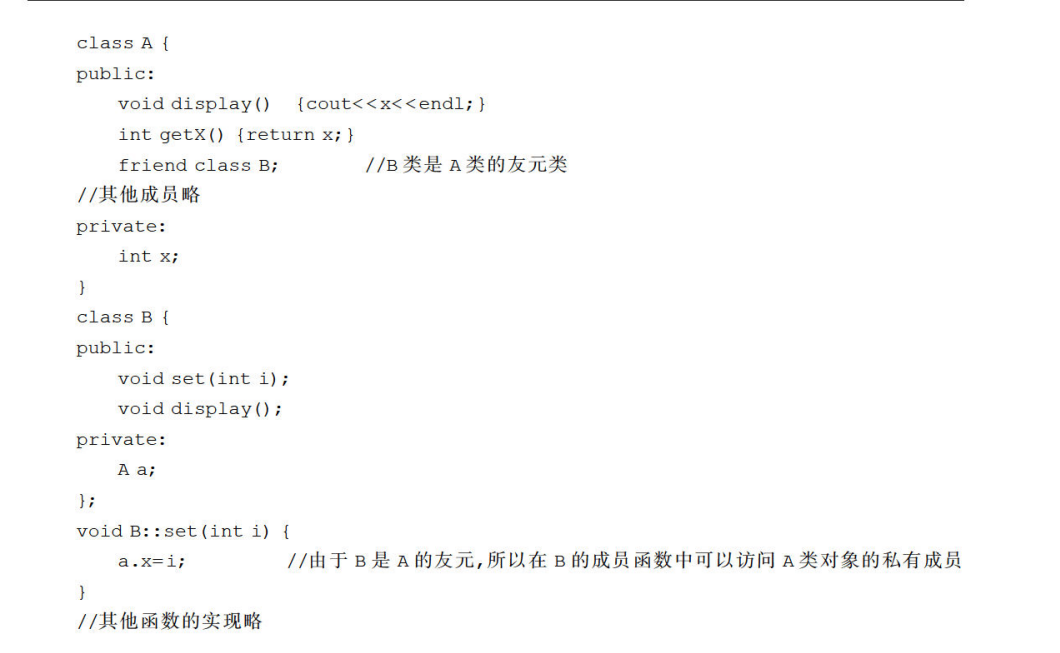 class A {
public:
    void display()  {cout<<x<<endl;}
    int getX() {return x;}
    friend class B;        //B 类是 A 类的友元类
//其他成员略
private:
    int x;
}
class B {
public:
    void set(int i);
    void display();
private:
    A a;
};
void B::set(int i) {
    a.x=i;          //由于 B 是 A 的友元,所以在 B 的成员函数中可以访问 A 类对象的私有成员
}
//其他函数的实现略